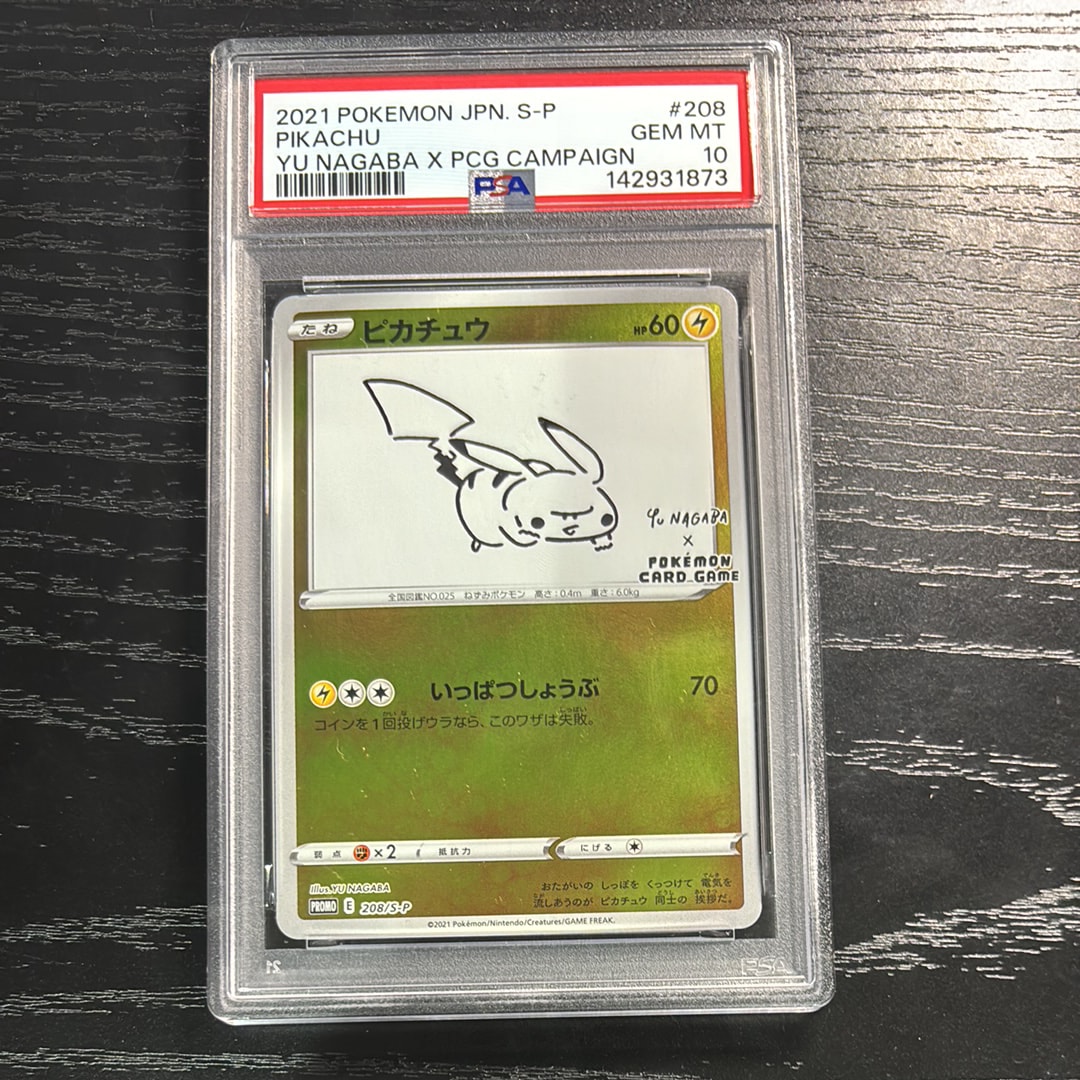 2021 POKEMON JPN. S-P #208
PIKACHU GEM MT
YU NAGABA X PCG CAMPAIGN 10
PSA 142931873
たね ピカチュウ HP60
YU NAGABA
X
POKÉMON
CARD GAME
全国図鑑NO.025 ねずみポケモン 高さ:0.4m 重さ:6.0kg
いっぱつしょうぶ 70
コインを1回投げウラなら、このワザは失敗。
弱点 ×2 抵抗力 にげる
Illus. YU NAGABA
PROMO E 208/S-P
おたがいの しっぽを くっつけて 電気を
流しあうのが ピカチュウ 同士の 挨拶だ。
©2021 Pokémon/Nintendo/Creatures/GAME FREAK.